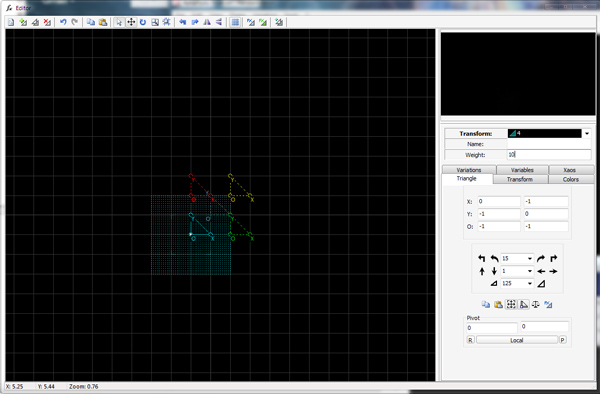 Editor
Transform: 4
Name:
Weight: 10
Variations Variables Xaos
Triangle Transform Colors
X: 0 -1
Y: -1 0
O: -1 -1
15
1
125
Pivot
0 0
R Local P
Y Y
O X O X
Y Y
O X O X
X: 5.25 Y: 5.44 Zoom: 0.76